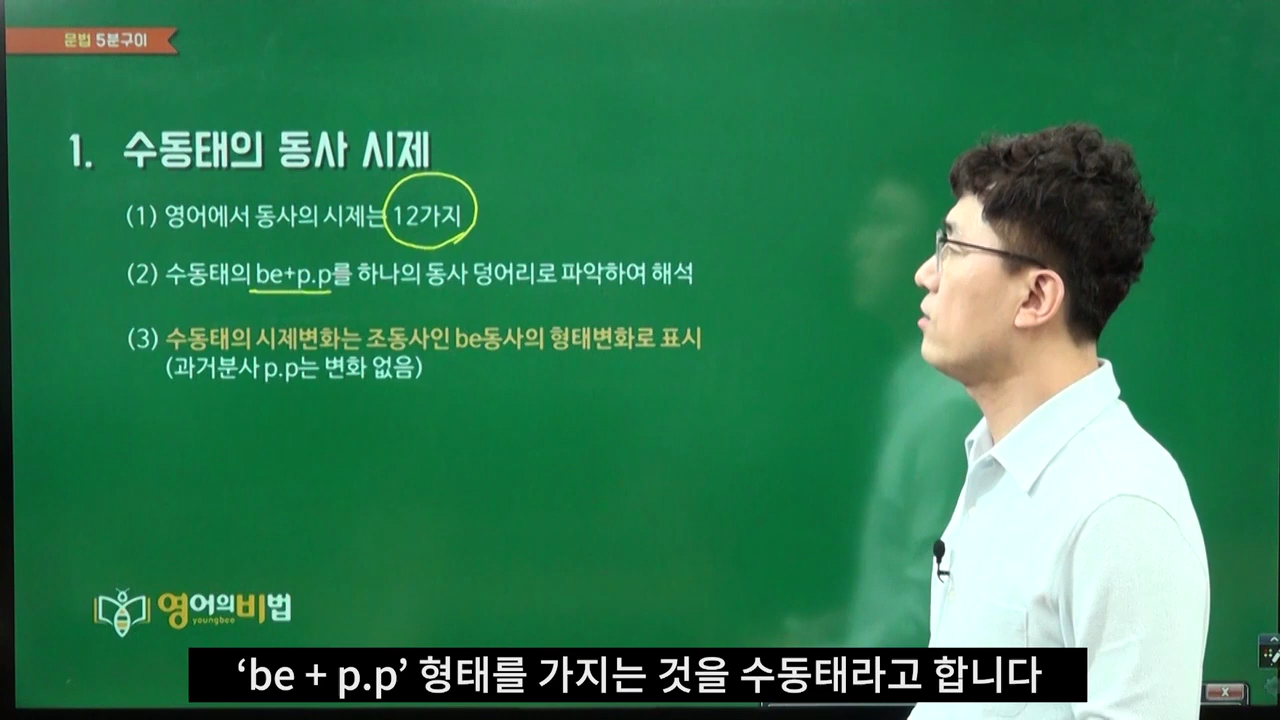 문법 5분구이
1. 수동태의 동사 시제
(1) 영어에서 동사의 시제는 12가지
(2) 수동태의 be+p.p를 하나의 동사 덩어리로 파악하여 해석
(3) 수동태의 시제변화는 조동사인 be동사의 형태변화로 표시
(과거분사 p.p는 변화 없음)
영어의비법
youngbee
‘be + p.p’ 형태를 가지는 것을 수동태라고 합니다
x